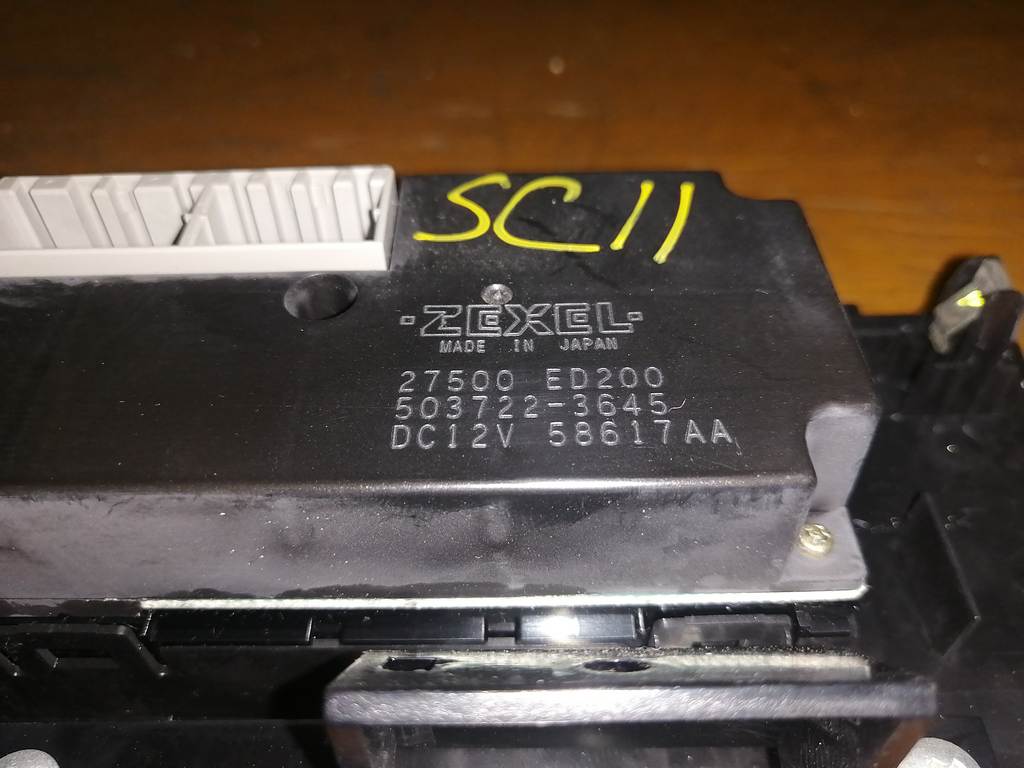 SC11
ZEXEL
MADE IN JAPAN
27500 ED200
503722-3645
DC12V 58617AA